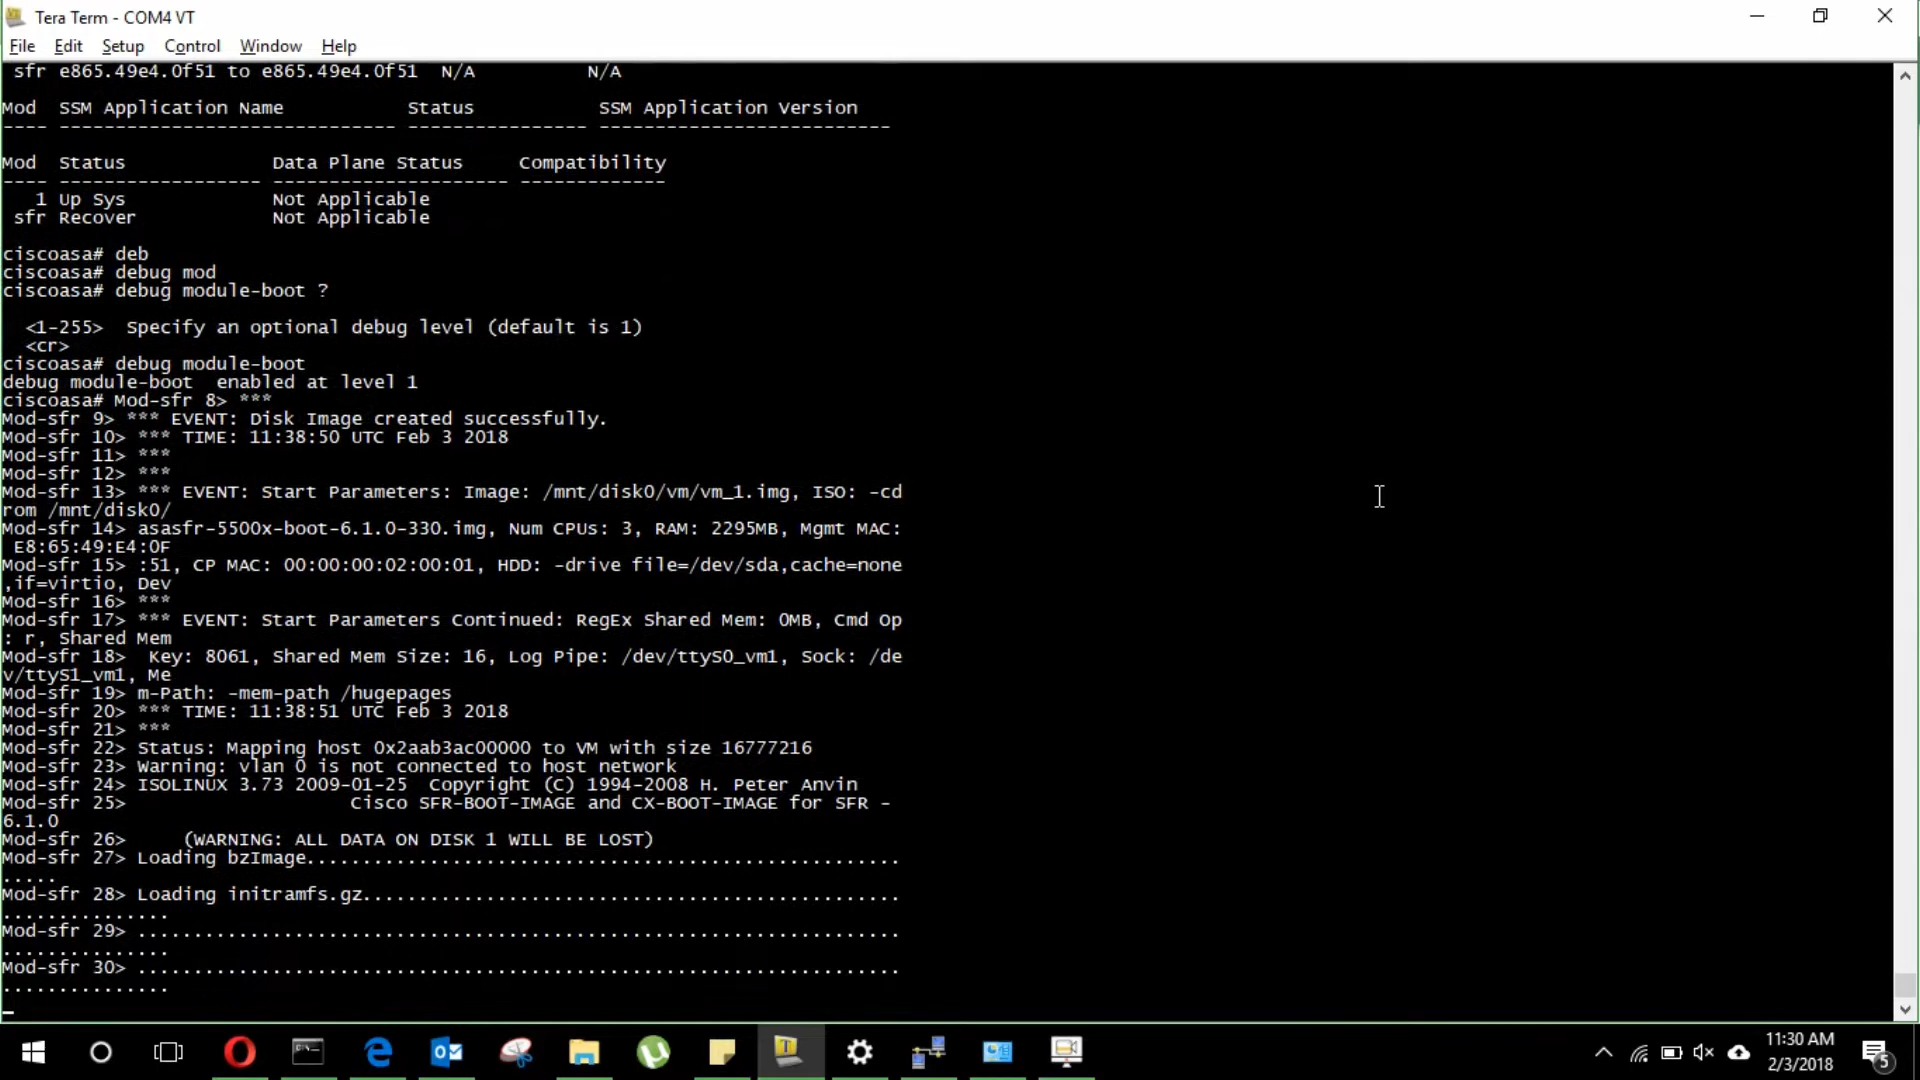 Tera Term - COM4 VT
File Edit Setup Control Window Help
sfr e865.49e4.0f51 to e865.49e4.0f51  N/A          N/A
Mod  SSM Application Name           Status           SSM Application Version
---- ------------------------------ ---------------- --------------------------
Mod  Status             Data Plane Status     Compatibility
---- ------------------ --------------------- -------------
1 Up Sys             Not Applicable
sfr Recover            Not Applicable
ciscoasa# deb
ciscoasa# debug mod
ciscoasa# debug module-boot ?
<1-255>  Specify an optional debug level (default is 1)
<cr>
ciscoasa# debug module-boot
debug module-boot  enabled at level 1
ciscoasa# Mod-sfr 8> ***
Mod-sfr 9> *** EVENT: Disk Image created successfully.
Mod-sfr 10> *** TIME: 11:38:50 UTC Feb 3 2018
Mod-sfr 11> ***
Mod-sfr 12> ***
Mod-sfr 13> *** EVENT: Start Parameters: Image: /mnt/disk0/vm/vm_1.img, ISO: -cd
rom /mnt/disk0/
Mod-sfr 14> asasfr-5500x-boot-6.1.0-330.img, Num CPUs: 3, RAM: 2295MB, Mgmt MAC:
E8:65:49:E4:0F
Mod-sfr 15> :51, CP MAC: 00:00:00:02:00:01, HDD: -drive file=/dev/sda,cache=none
,if=virtio, Dev
Mod-sfr 16> ***
Mod-sfr 17> *** EVENT: Start Parameters Continued: RegEx Shared Mem: 0MB, Cmd Op
: r, Shared Mem
Mod-sfr 18>  Key: 8061, Shared Mem Size: 16, Log Pipe: /dev/ttyS0_vm1, Sock: /de
v/ttyS1_vm1, Me
Mod-sfr 19> m-Path: -mem-path /hugepages
Mod-sfr 20> *** TIME: 11:38:51 UTC Feb 3 2018
Mod-sfr 21> ***
Mod-sfr 22> Status: Mapping host 0x2aab3ac00000 to VM with size 16777216
Mod-sfr 23> Warning: vlan 0 is not connected to host network
Mod-sfr 24> ISOLINUX 3.73 2009-01-25  Copyright (C) 1994-2008 H. Peter Anvin
Mod-sfr 25>                    Cisco SFR-BOOT-IMAGE and CX-BOOT-IMAGE for SFR -
6.1.0
Mod-sfr 26>     (WARNING: ALL DATA ON DISK 1 WILL BE LOST)
Mod-sfr 27> Loading bzImage.....................................................
.....
Mod-sfr 28> Loading initramfs.gz................................................
...............
Mod-sfr 29> ....................................................................
...............
Mod-sfr 30> ....................................................................
...............
11:30 AM
2/3/2018
5